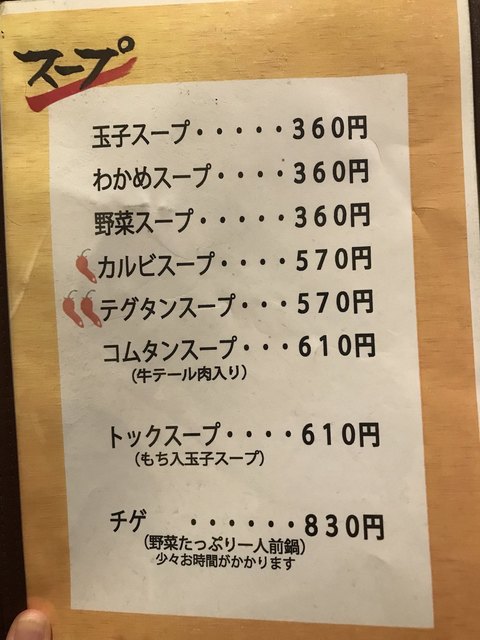 スープ
玉子スープ・・・・・360円
わかめスープ・・・・360円
野菜スープ・・・・・360円
カルビスープ・・・・570円
テグタンスープ・・・570円
コムタンスープ・・・610円
(牛テール肉入り)
トックスープ・・・・610円
(もち入玉子スープ)
チゲ ・・・・・・830円
(野菜たっぷり一人前鍋)
少々お時間がかかります